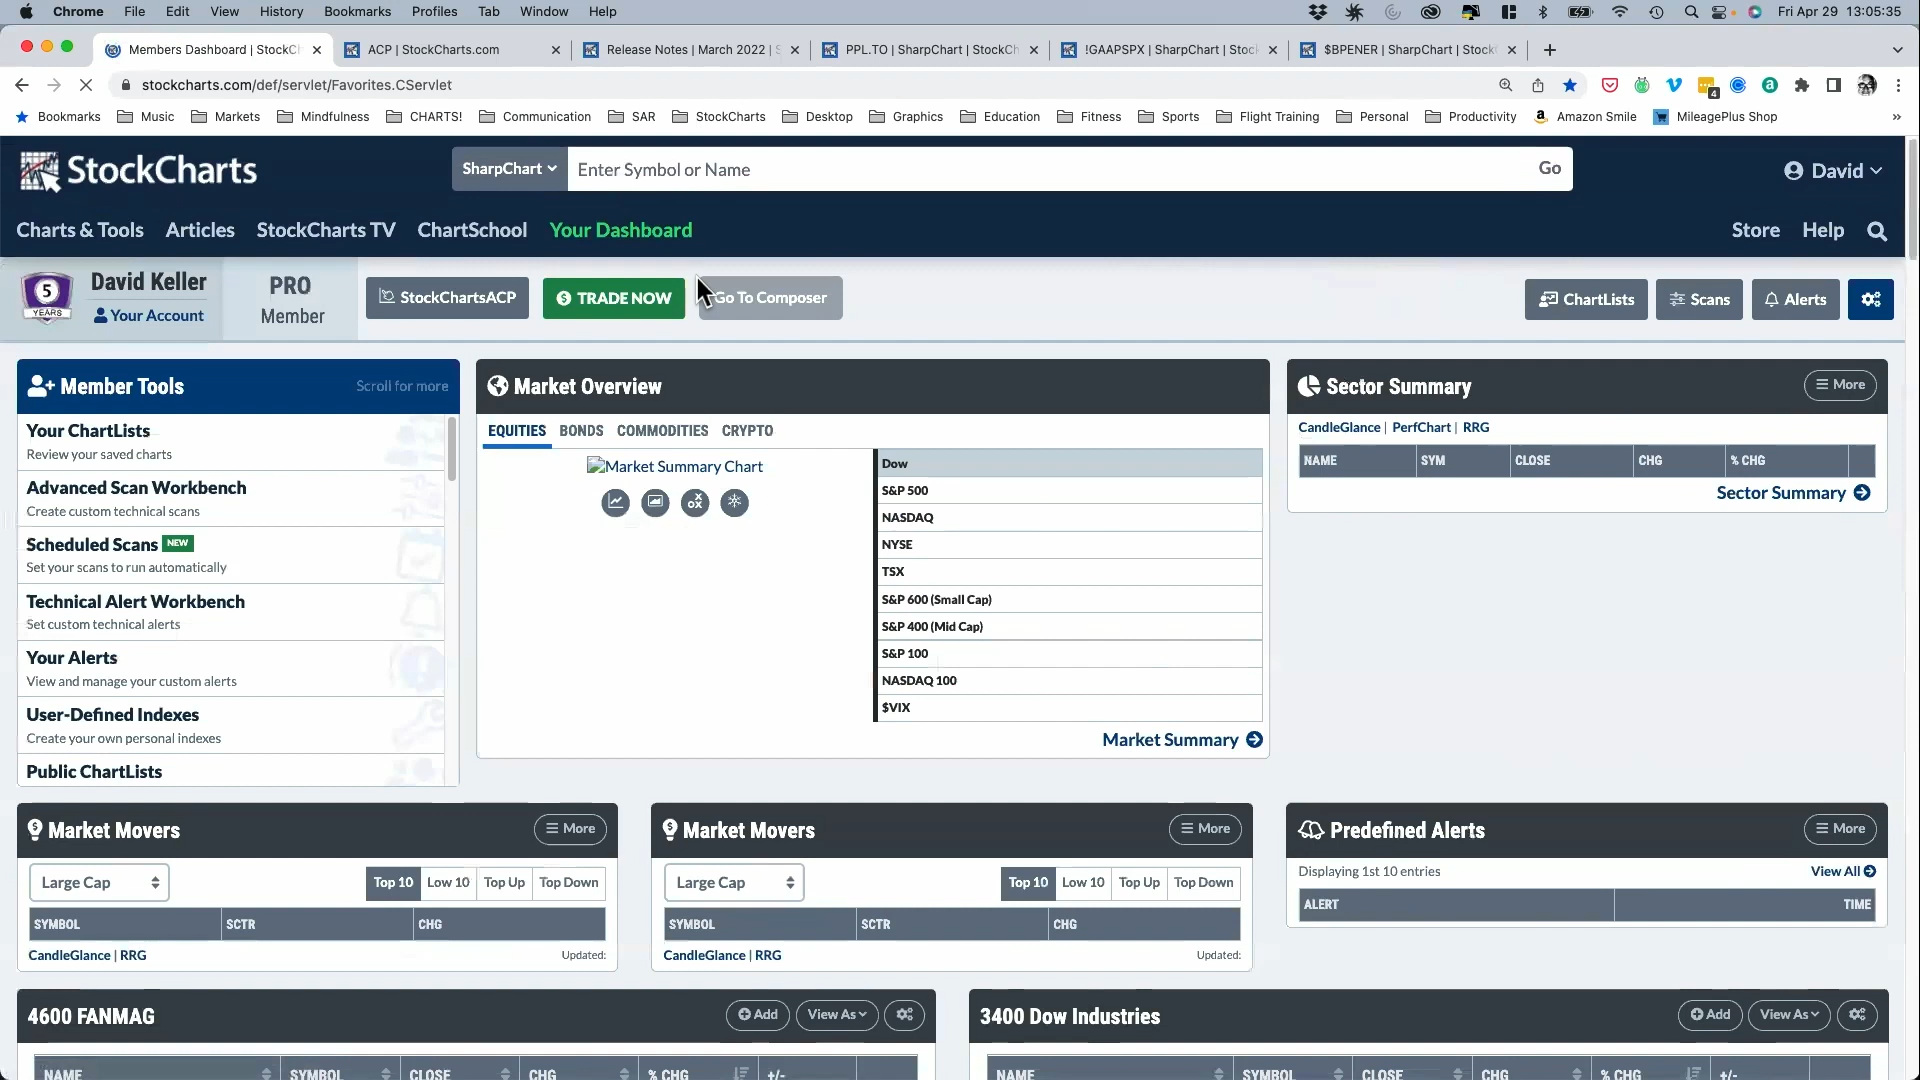 Chrome File Edit View History Bookmarks Profiles Tab Window Help
4
Fri Apr 29 13:05:35
Members Dashboard | StockCh
ACP | StockCharts.com
Release Notes | March 2022 | S
PPL.TO | SharpChart | StockCh
!GAAPSPX | SharpChart | Stock
$BPENER | SharpChart | StockC
stockcharts.com/def/servlet/Favorites.CServlet
Bookmarks Music Markets Mindfulness CHARTS! Communication SAR StockCharts Desktop Graphics Education Fitness Sports Flight Training Personal Productivity Amazon Smile MileagePlus Shop »
StockCharts
SharpChart
Enter Symbol or Name
Go
David
Charts & Tools Articles StockCharts TV ChartSchool Your Dashboard
Store Help
5
YEARS
David Keller
Your Account
PRO
Member
StockChartsACP
TRADE NOW
Go To Composer
ChartLists
Scans
Alerts
Member Tools
Scroll for more
Your ChartLists
Review your saved charts
Advanced Scan Workbench
Create custom technical scans
Scheduled Scans NEW
Set your scans to run automatically
Technical Alert Workbench
Set custom technical alerts
Your Alerts
View and manage your custom alerts
User-Defined Indexes
Create your own personal indexes
Public ChartLists
Market Overview
EQUITIES BONDS COMMODITIES CRYPTO
Market Summary Chart
OX
Dow
S&P 500
NASDAQ
NYSE
TSX
S&P 600 (Small Cap)
S&P 400 (Mid Cap)
S&P 100
NASDAQ 100
$VIX
Market Summary
Sector Summary
More
CandleGlance | PerfChart | RRG
NAME SYM CLOSE CHG % CHG
Sector Summary
Market Movers
More
Large Cap
Top 10 Low 10 Top Up Top Down
SYMBOL SCTR CHG
CandleGlance | RRG
Updated:
Market Movers
More
Large Cap
Top 10 Low 10 Top Up Top Down
SYMBOL SCTR CHG
CandleGlance | RRG
Updated:
Predefined Alerts
More
Displaying 1st 10 entries
View All
ALERT TIME
4600 FANMAG
Add
View As
NAME SYMBOL CLOSE CHG % CHG +/-
3400 Dow Industries
Add
View As
NAME SYMBOL CLOSE CHG % CHG +/-